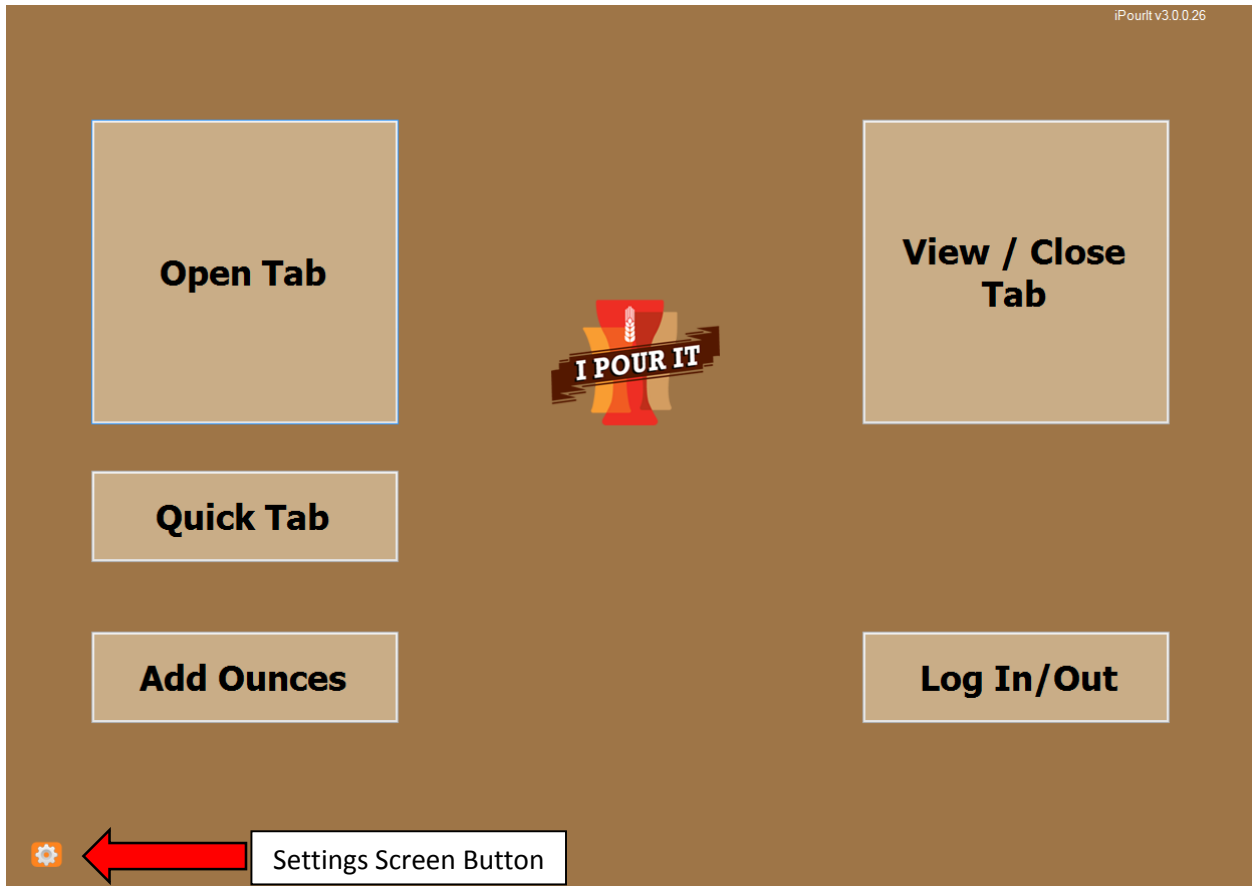 iPourIt v3.0.0.26
Open Tab
View / Close
Tab
I POUR IT
Quick Tab
Add Ounces
Log In/Out
Settings Screen Button